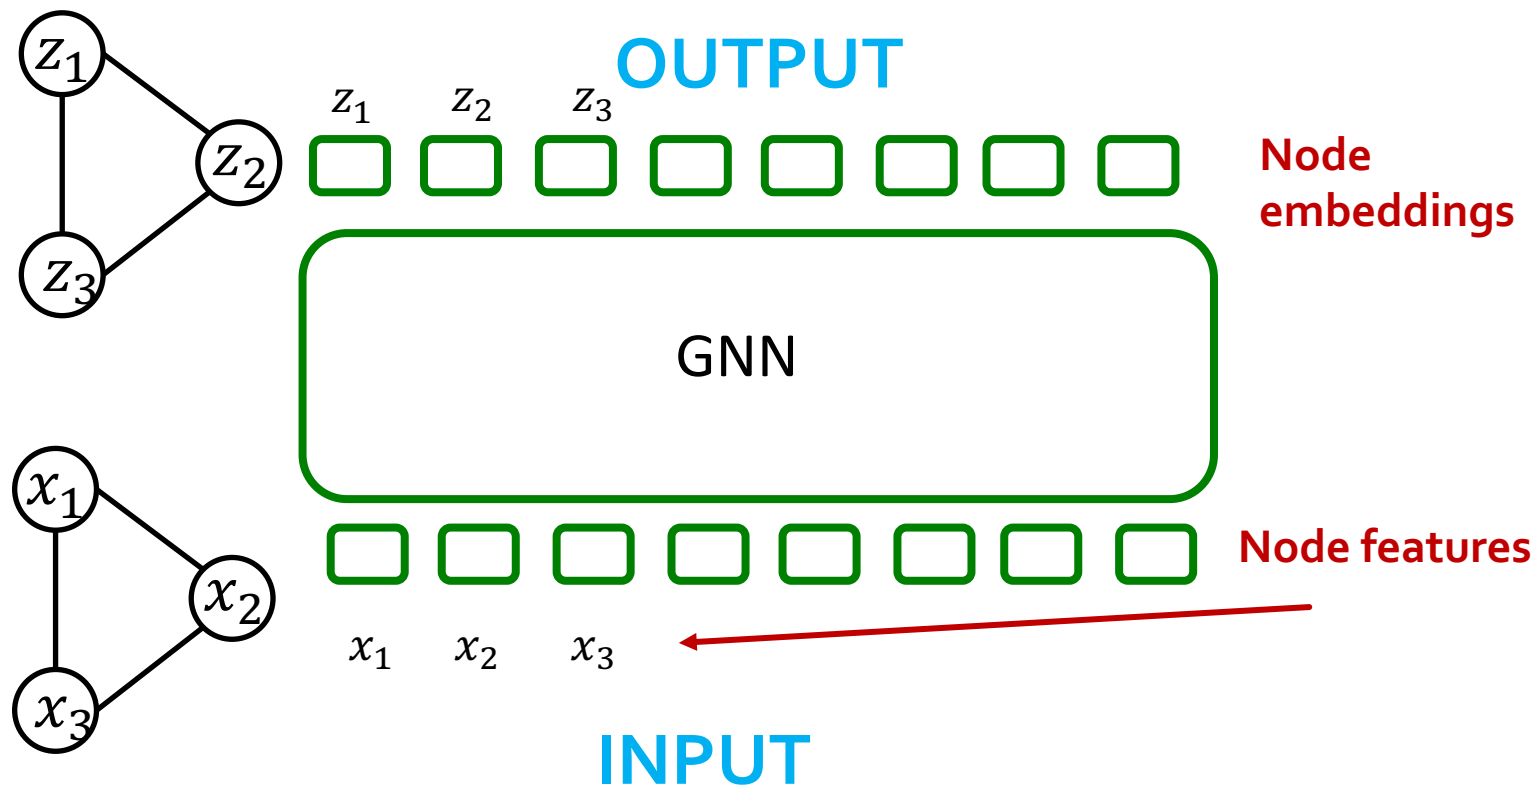 OUTPUT
z₁
z₂
z₃
z₁ z₂ z₃
Node
embeddings
GNN
x₁
x₂
x₃
Node features
x₁ x₂ x₃
INPUT